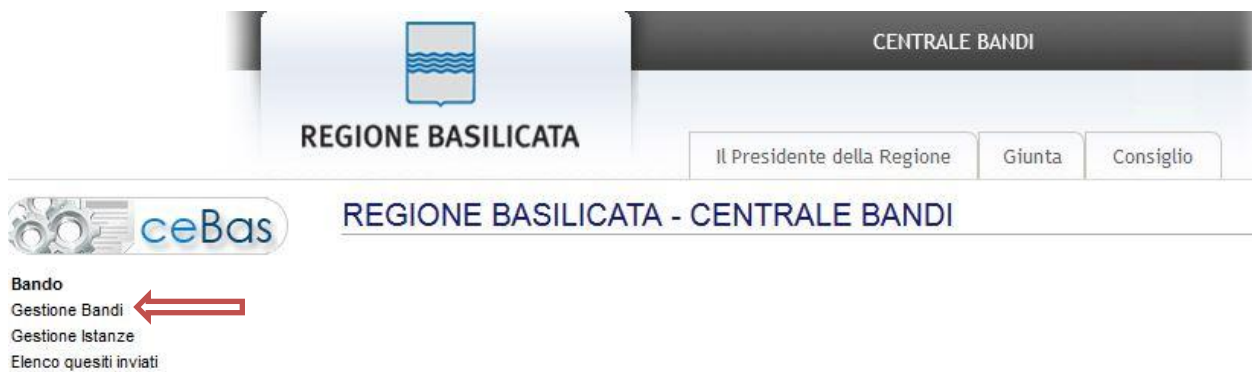 CENTRALE BANDI
REGIONE BASILICATA
Il Presidente della Regione
Giunta
Consiglio
ceBas
REGIONE BASILICATA - CENTRALE BANDI
Bando
Gestione Bandi
Gestione Istanze
Elenco quesiti inviati